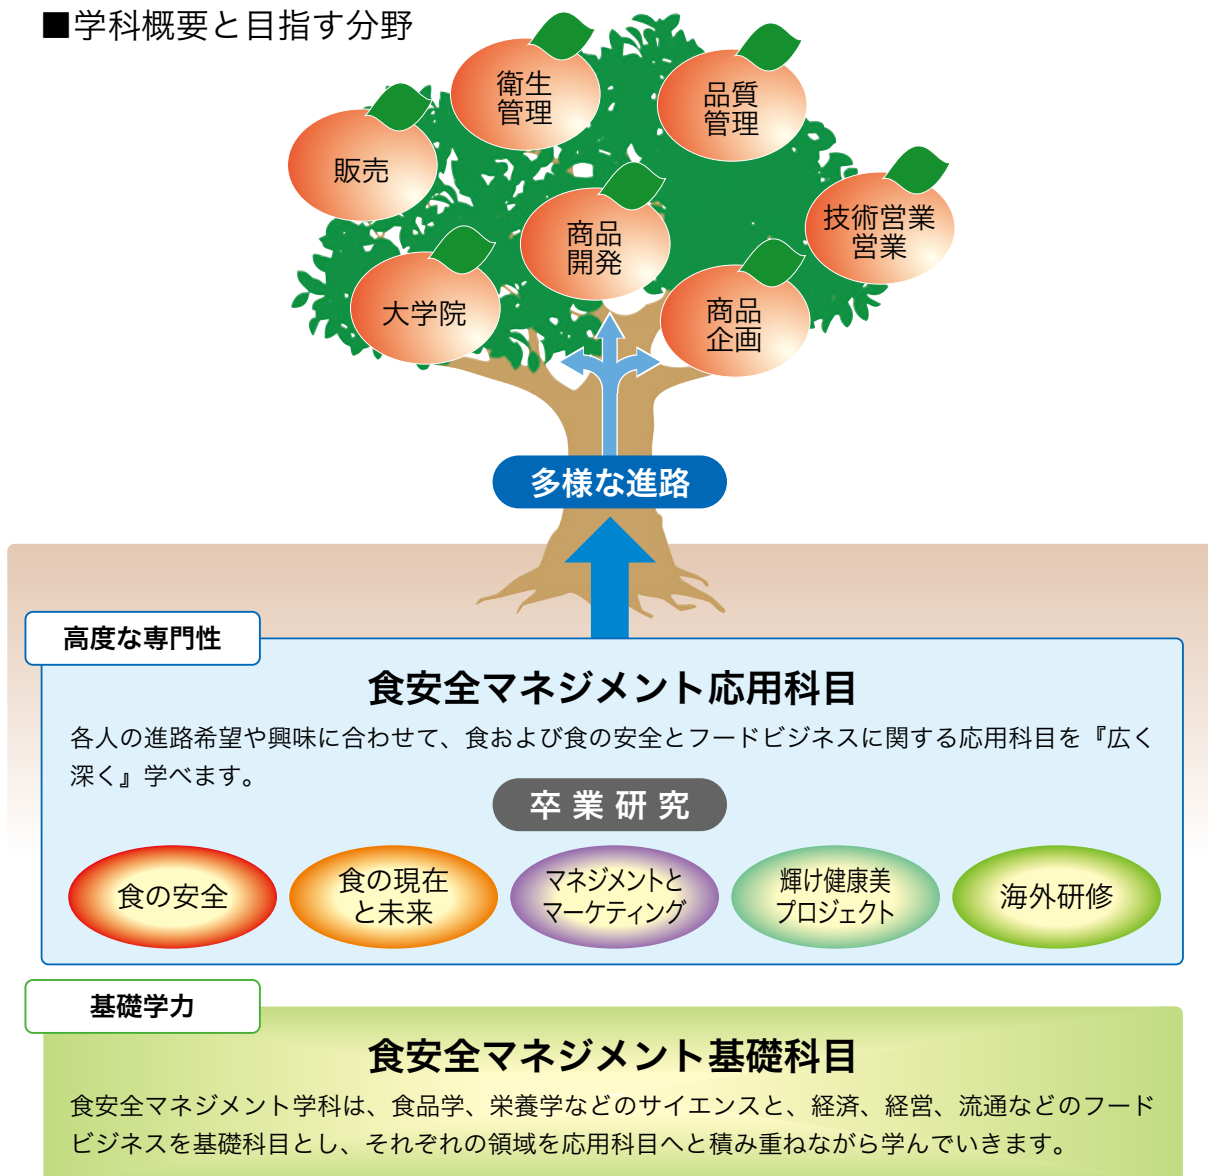 ■学科概要と目指す分野
衛生
管理
品質
管理
販売
技術営業
営業
商品
開発
大学院
商品
企画
多様な進路
高度な専門性
食安全マネジメント応用科目
各人の進路希望や興味に合わせて、食および食の安全とフードビジネスに関する応用科目を『広く
深く』学べます。
卒業研究
食の安全
食の現在
と未来
マネジメントと
マーケティング
輝け健康美
プロジェクト
海外研修
基礎学力
食安全マネジメント基礎科目
食安全マネジメント学科は、食品学、栄養学などのサイエンスと、経済、経営、流通などのフード
ビジネスを基礎科目とし、それぞれの領域を応用科目へと積み重ねながら学んでいきます。